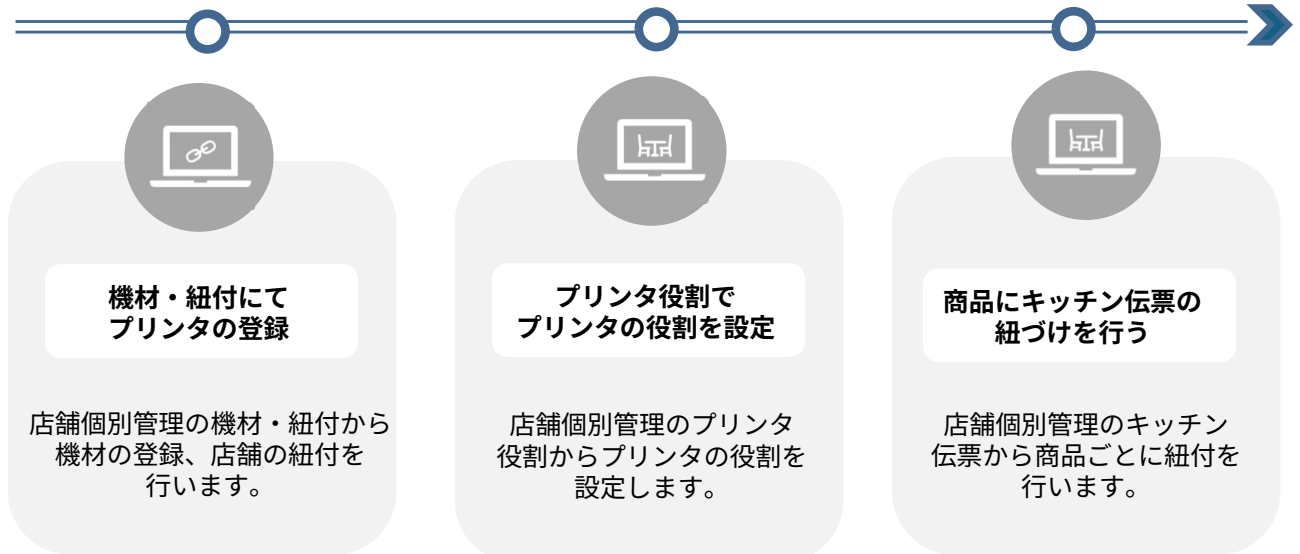 機材・紐付にて
プリンタの登録
店舗個別管理の機材・紐付から
機材の登録、店舗の紐付を
行います。
プリンタ役割で
プリンタの役割を設定
店舗個別管理のプリンタ
役割からプリンタの役割を
設定します。
商品にキッチン伝票の
紐づけを行う
店舗個別管理のキッチン
伝票から商品ごとに紐付を
行います。